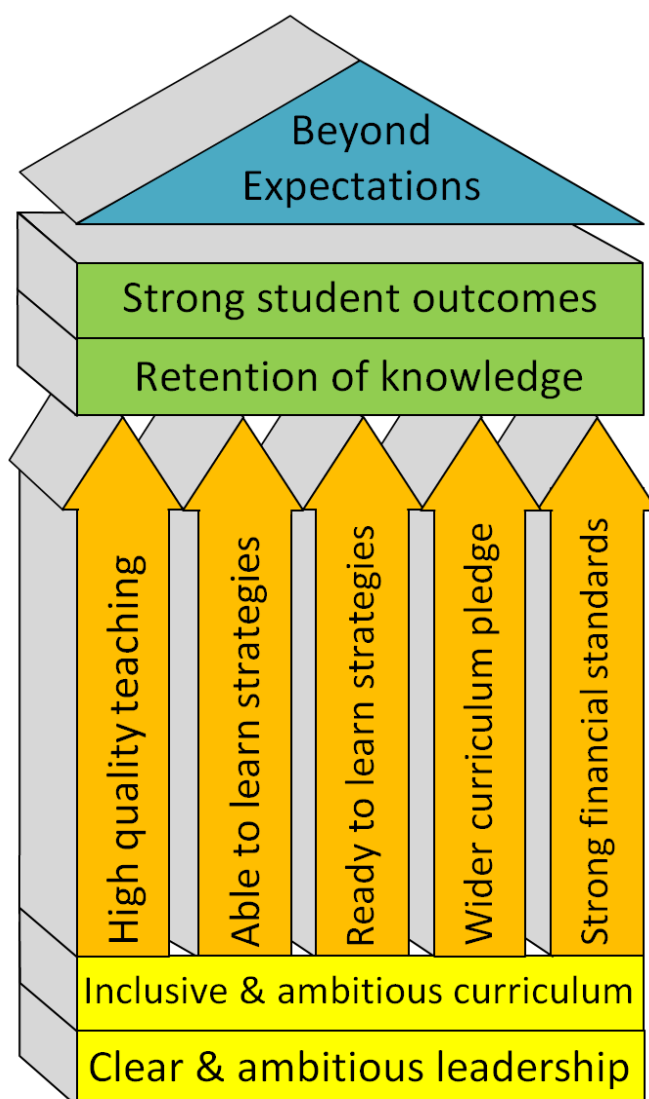 Beyond
Expectations
Strong student outcomes
Retention of knowledge
High quality teaching
Able to learn strategies
Ready to learn strategies
Wider curriculum pledge
Strong financial standards
Inclusive & ambitious curriculum
Clear & ambitious leadership